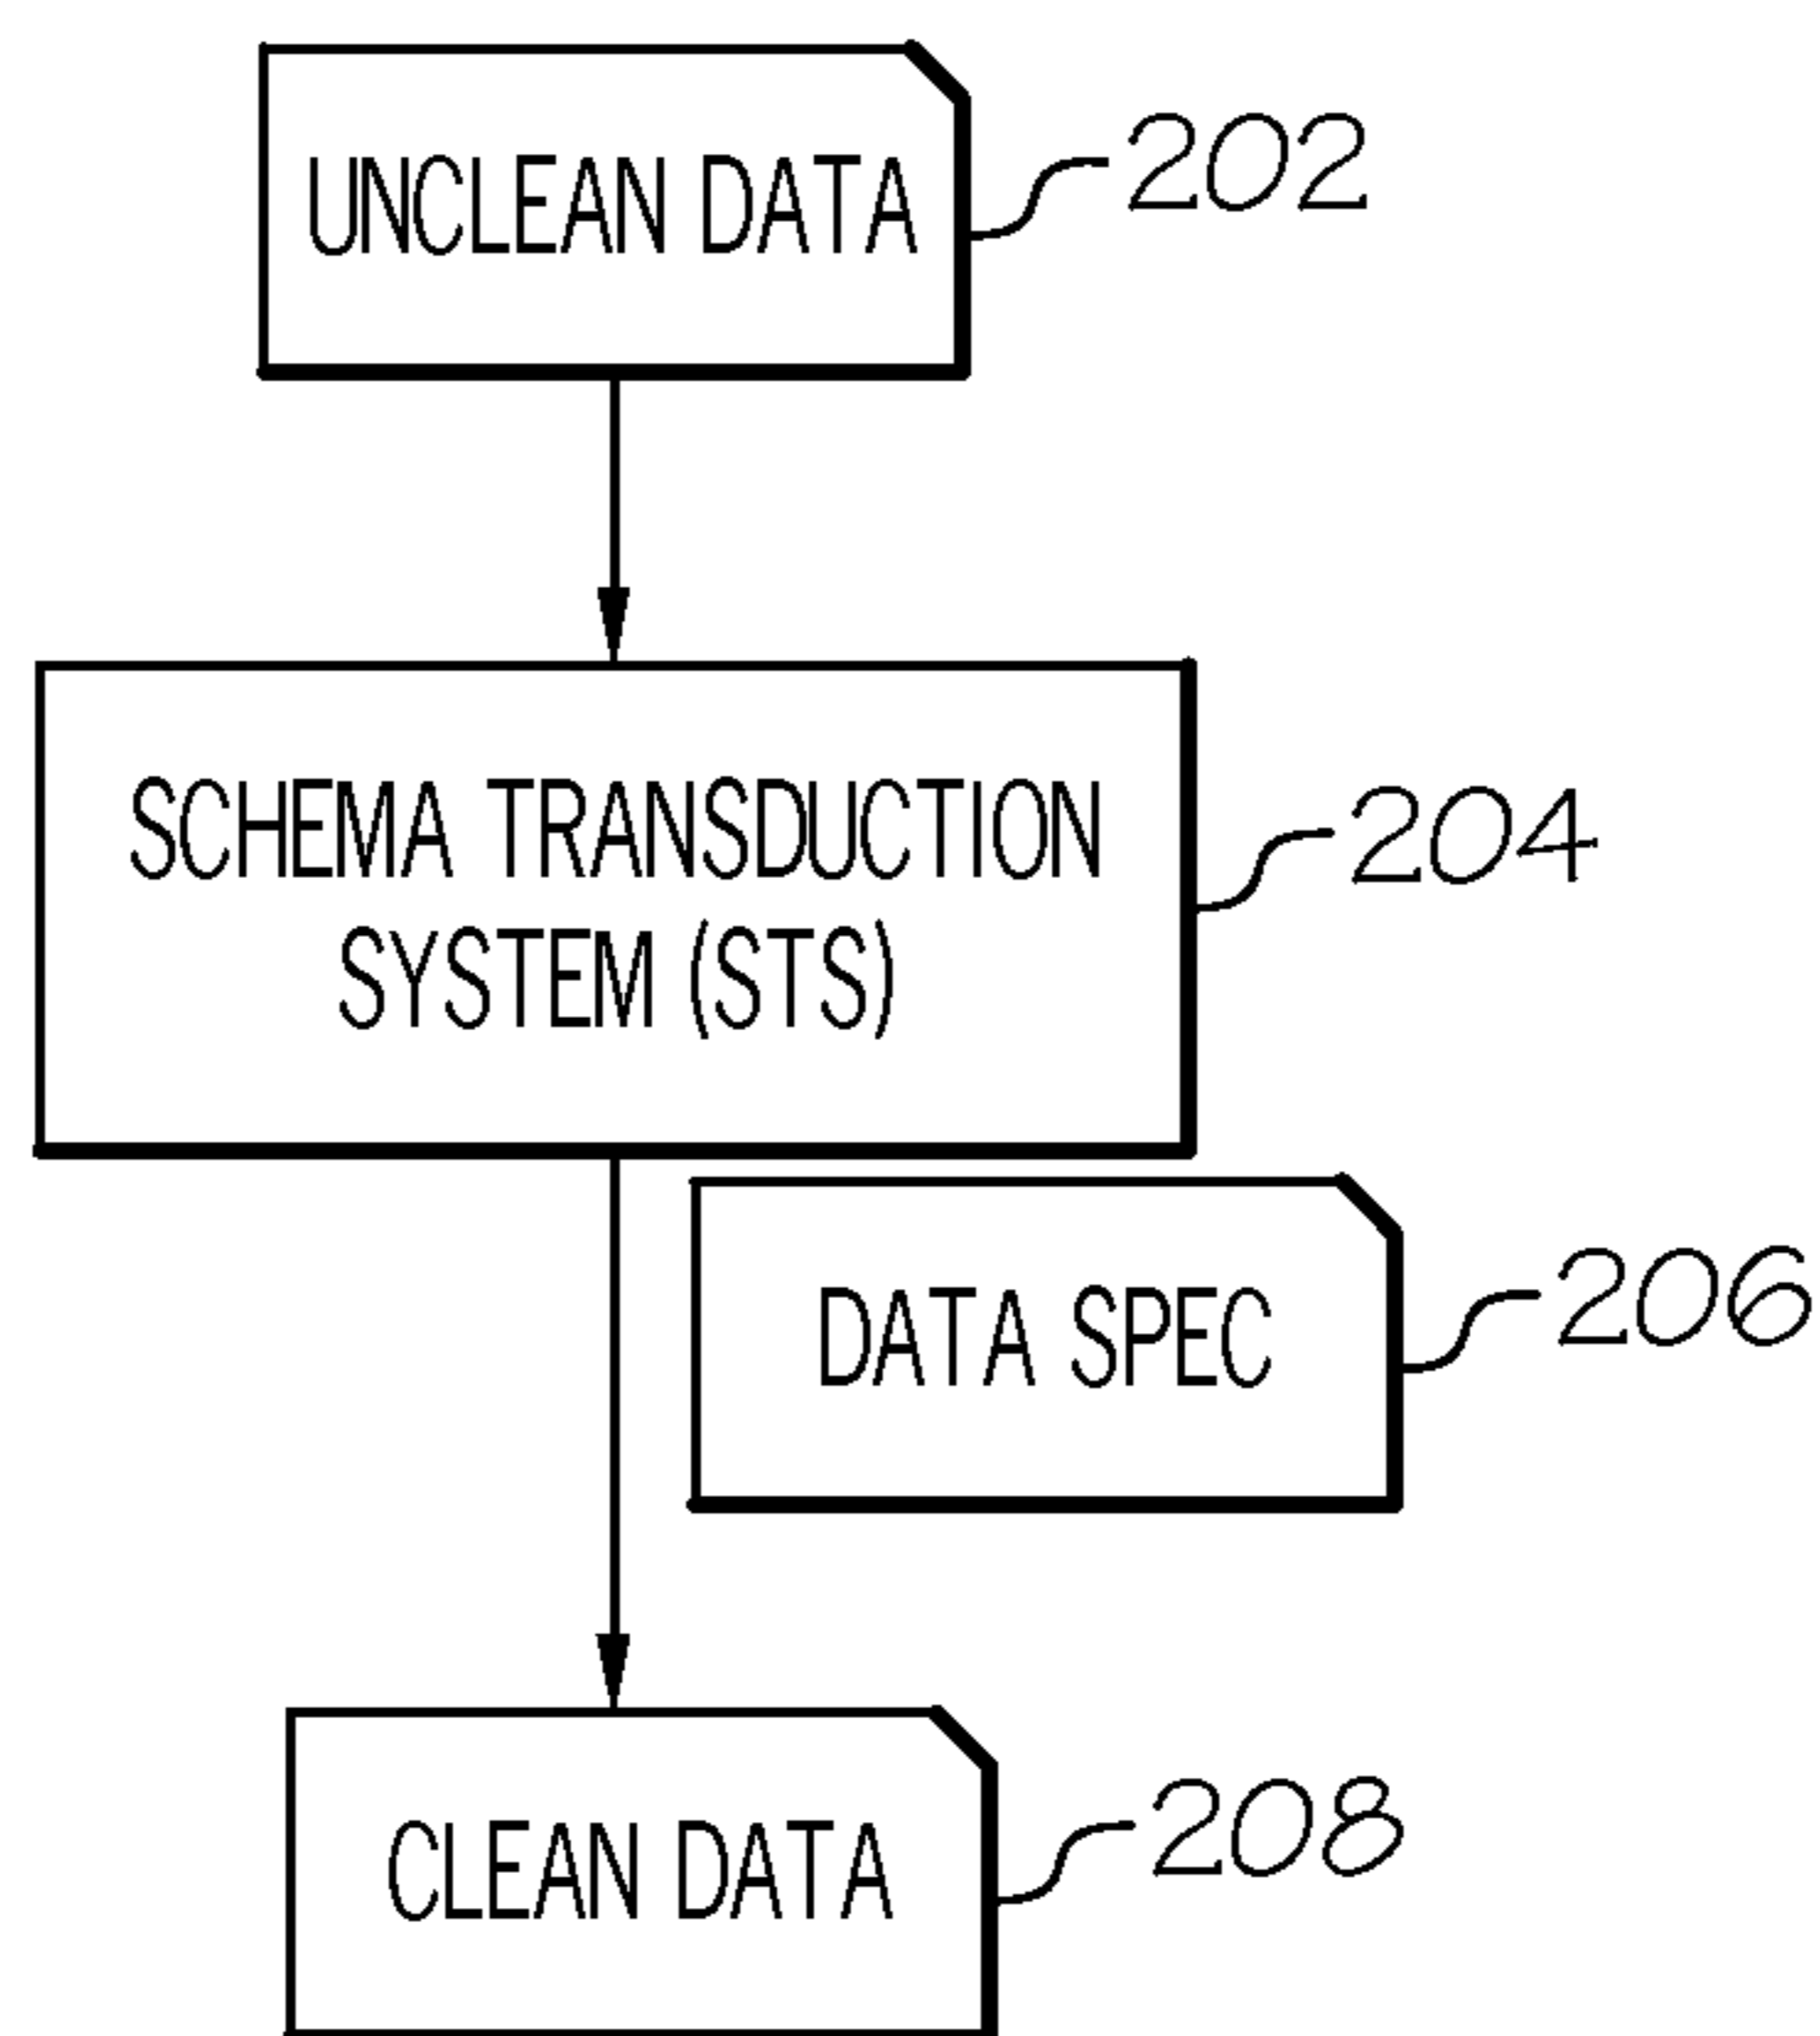 UNCLEAN DATA
202
SCHEMA TRANSDUCTION
SYSTEM (STS)
204
DATA SPEC
206
CLEAN DATA
208